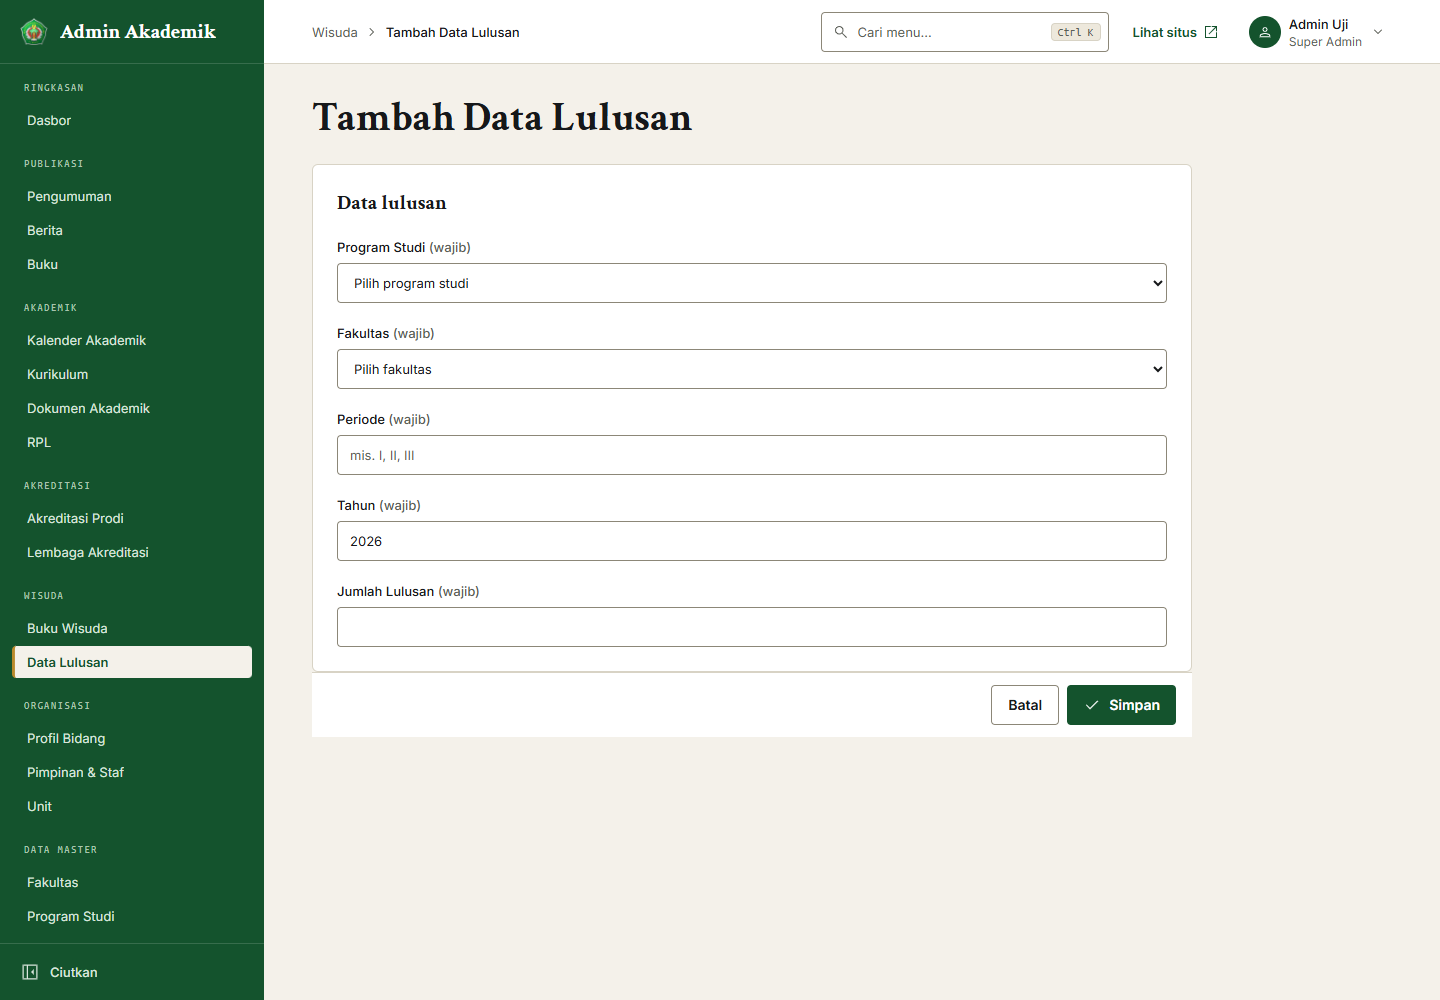 Admin Akademik
RINGKASAN
Dasbor
PUBLIKASI
Pengumuman
Berita
Buku
AKADEMIK
Kalender Akademik
Kurikulum
Dokumen Akademik
RPL
AKREDITASI
Akreditasi Prodi
Lembaga Akreditasi
WISUDA
Buku Wisuda
Data Lulusan
ORGANISASI
Profil Bidang
Pimpinan & Staf
Unit
DATA MASTER
Fakultas
Program Studi
Ciutkan
Wisuda > Tambah Data Lulusan
Cari menu... Ctrl K
Lihat situs
Admin Uji
Super Admin
Tambah Data Lulusan
Data lulusan
Program Studi (wajib)
Pilih program studi
Fakultas (wajib)
Pilih fakultas
Periode (wajib)
mis. I, II, III
Tahun (wajib)
2026
Jumlah Lulusan (wajib)
Batal
Simpan